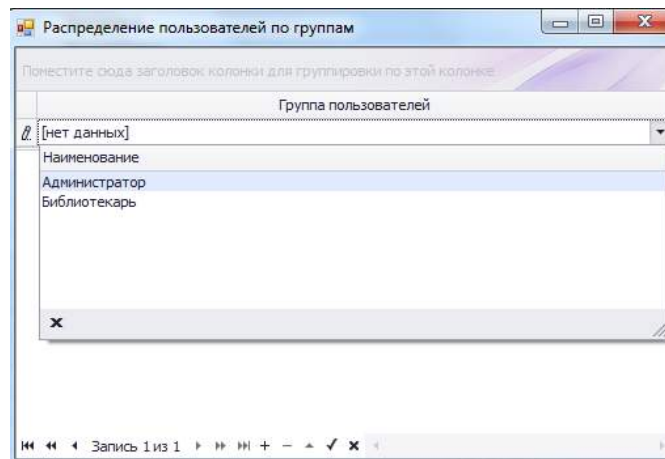 Распределение пользователей по группам
Поместите сюда заголовок колонки для группировки по этой колонке
Группа пользователей
[нет данных]
Наименование
Администратор
Библиотекарь
Запись 1 из 1